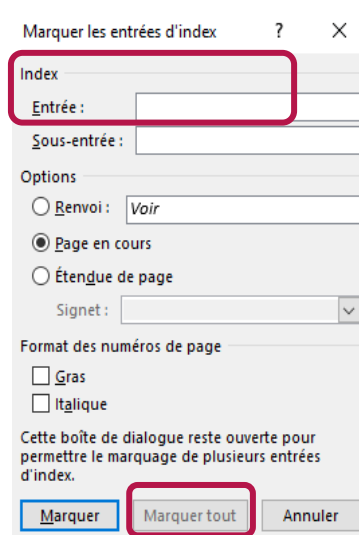 Marquer les entrées d'index ? ×
Index
Entrée :
Sous-entrée :
Options
Renvoi : Voir
Page en cours
Étendue de page
Signet :
Format des numéros de page
Gras
Italique
Cette boîte de dialogue reste ouverte pour
permettre le marquage de plusieurs entrées
d'index.
Marquer Marquer tout Annuler